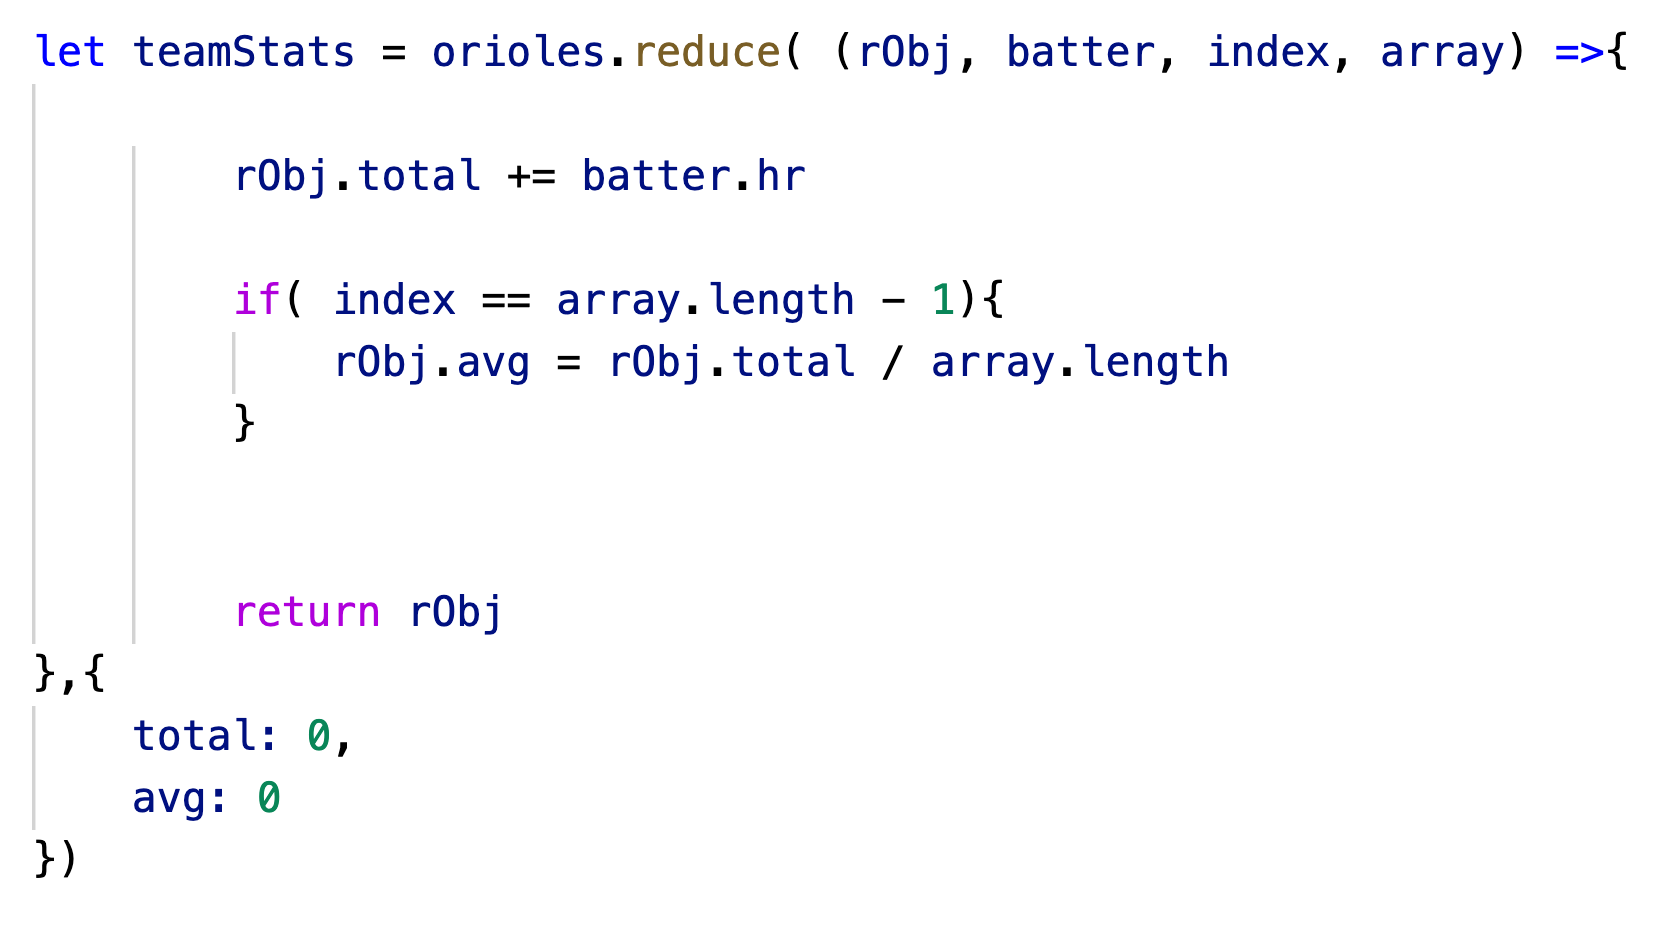 let teamStats = orioles.reduce( (rObj, batter, index, array) =>{
rObj.total += batter.hr
if( index == array.length - 1){
rObj.avg = rObj.total / array.length
}
return rObj
},{
total: 0,
avg: 0
})